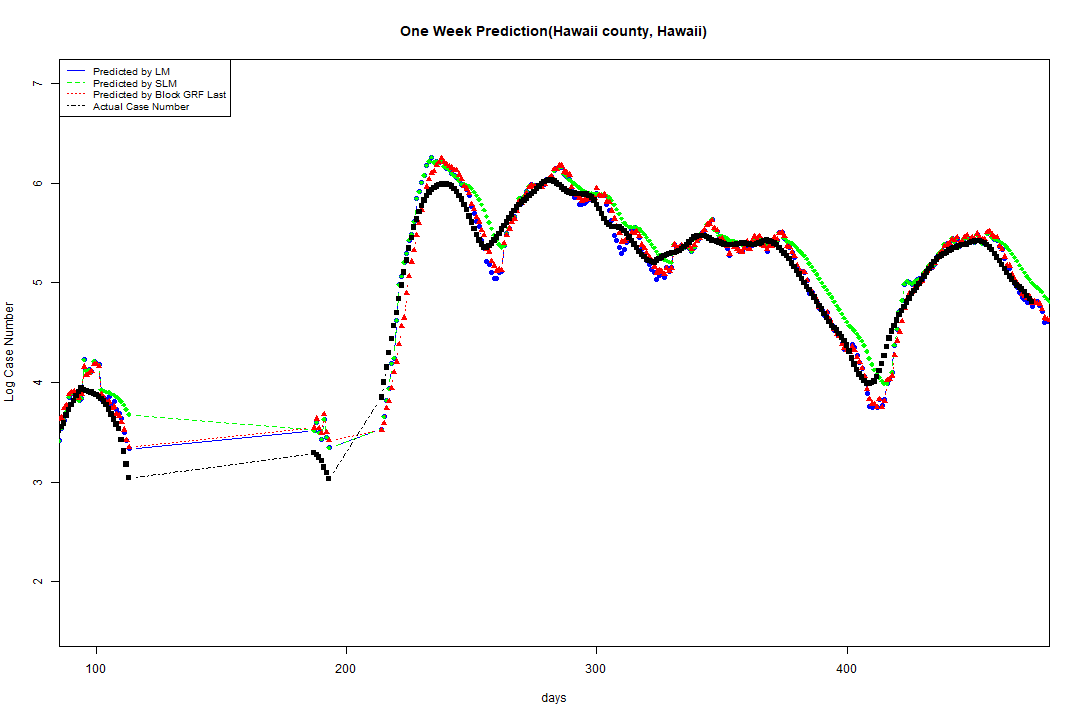 One Week Prediction(Hawaii county, Hawaii)
Predicted by LM
Predicted by SLM
Predicted by Block GRF Last
Actual Case Number
7
6
5
4
3
2
Log Case Number
100 200 300 400
days